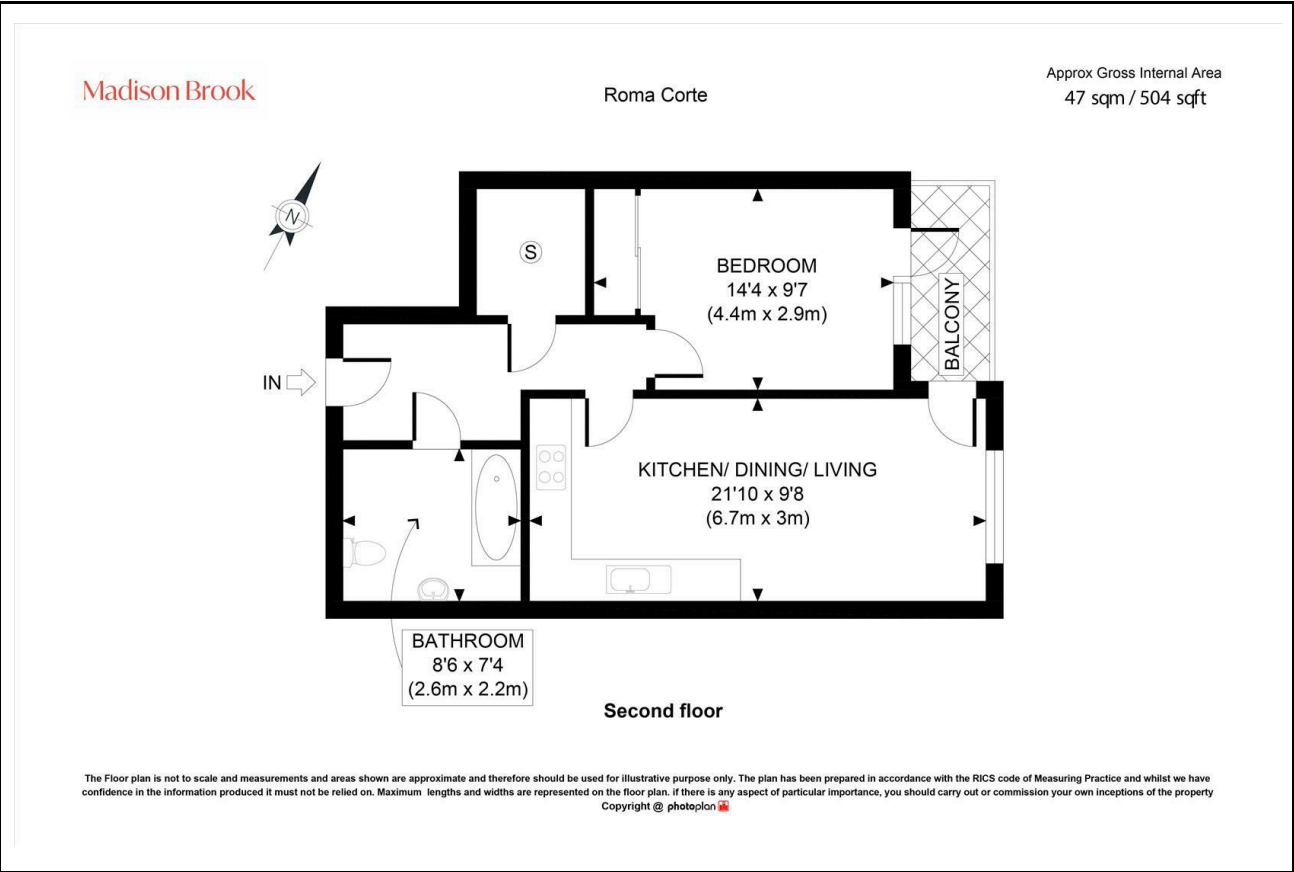 Madison Brook
Roma Corte
Approx Gross Internal Area
47 sqm / 504 sqft
N
S
BEDROOM
14'4 x 9'7
(4.4m x 2.9m)
BALCONY
IN
KITCHEN/ DINING/ LIVING
21'10 x 9'8
(6.7m x 3m)
BATHROOM
8'6 x 7'4
(2.6m x 2.2m)
Second floor
The Floor plan is not to scale and measurements and areas shown are approximate and therefore should be used for illustrative purpose only. The plan has been prepared in accordance with the RICS code of Measuring Practice and whilst we have
confidence in the information produced it must not be relied on. Maximum lengths and widths are represented on the floor plan. if there is any aspect of particular importance, you should carry out or commission your own inceptions of the property
Copyright @ photoplan